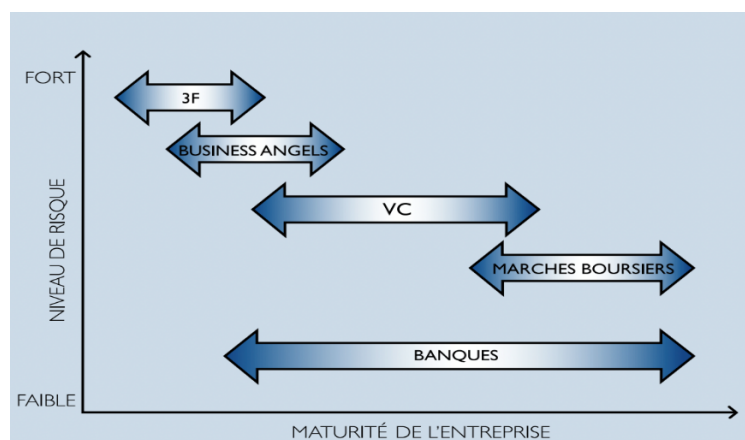 FORT
3F
BUSINESS ANGELS
VC
MARCHES BOURSIERS
BANQUES
NIVEAU DE RISQUE
FAIBLE
MATURITÉ DE L'ENTREPRISE